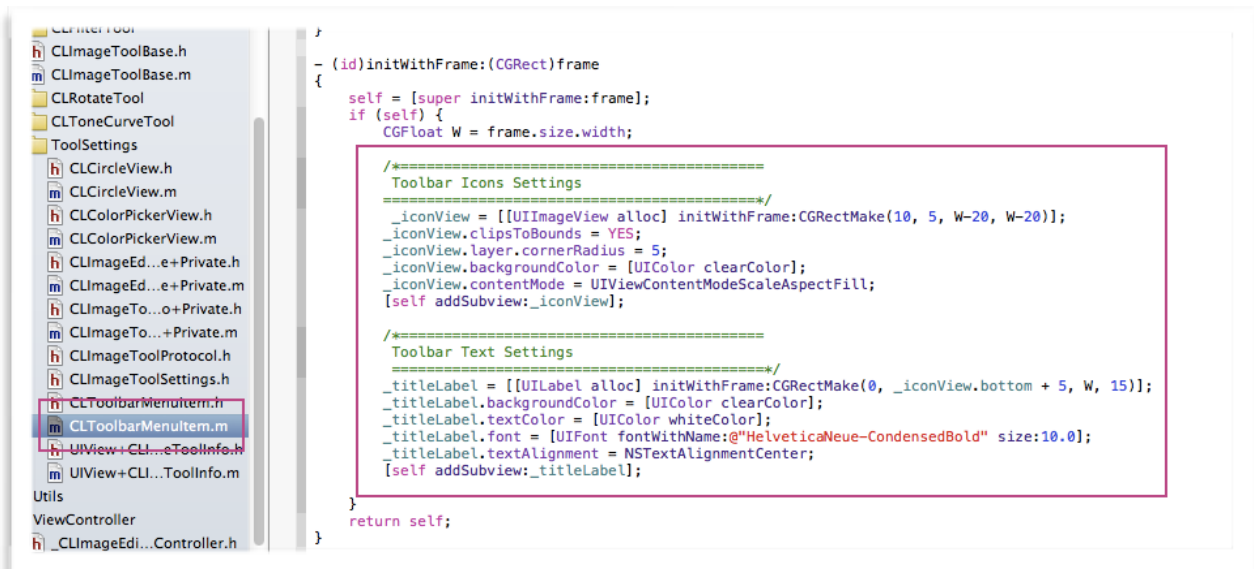 CLFilterTool
CLImageToolBase.h
CLImageToolBase.m
CLRotateTool
CLToneCurveTool
ToolSettings
CLCircleView.h
CLCircleView.m
CLColorPickerView.h
CLColorPickerView.m
CLImageEd...e+Private.h
CLImageEd...e+Private.m
CLImageTo...o+Private.h
CLImageTo...+Private.m
CLImageToolProtocol.h
CLImageToolSettings.h
CLToolbarMenuItem.h
CLToolbarMenuItem.m
UIView+CLI...eToolInfo.h
UIView+CLI...ToolInfo.m
Utils
ViewController
_CLImageEdi...Controller.h
}
- (id)initWithFrame:(CGRect)frame
{
self = [super initWithFrame:frame];
if (self) {
CGFloat W = frame.size.width;
/*==========================================
Toolbar Icons Settings
===========================================*/
_iconView = [[UIImageView alloc] initWithFrame:CGRectMake(10, 5, W-20, W-20)];
_iconView.clipsToBounds = YES;
_iconView.layer.cornerRadius = 5;
_iconView.backgroundColor = [UIColor clearColor];
_iconView.contentMode = UIViewContentModeScaleAspectFill;
[self addSubview:_iconView];
/*==========================================
Toolbar Text Settings
===========================================*/
_titleLabel = [[UILabel alloc] initWithFrame:CGRectMake(0, _iconView.bottom + 5, W, 15)];
_titleLabel.backgroundColor = [UIColor clearColor];
_titleLabel.textColor = [UIColor whiteColor];
_titleLabel.font = [UIFont fontWithName:@"HelveticaNeue-CondensedBold" size:10.0];
_titleLabel.textAlignment = NSTextAlignmentCenter;
[self addSubview:_titleLabel];
}
return self;
}